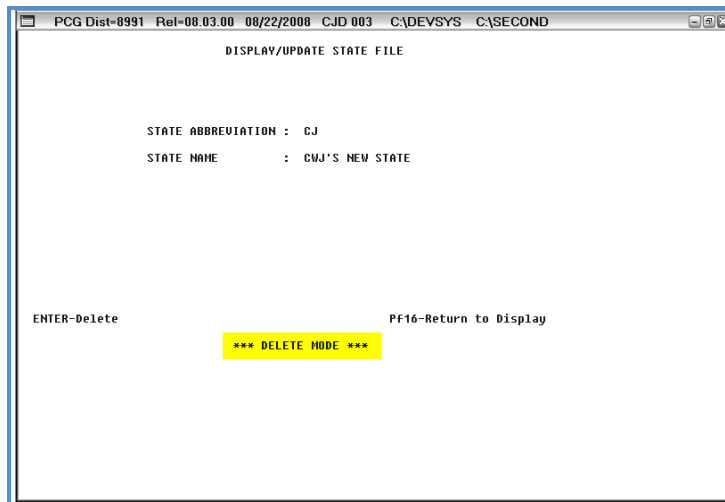 PCG Dist=8991 Rel=08.03.00 08/22/2008 CJD 003 C:\DEVSYS C:\SECOND
DISPLAY/UPDATE STATE FILE
STATE ABBREVIATION : CJ
STATE NAME : CWJ'S NEW STATE
ENTER-Delete Pf16-Return to Display
*** DELETE MODE ***